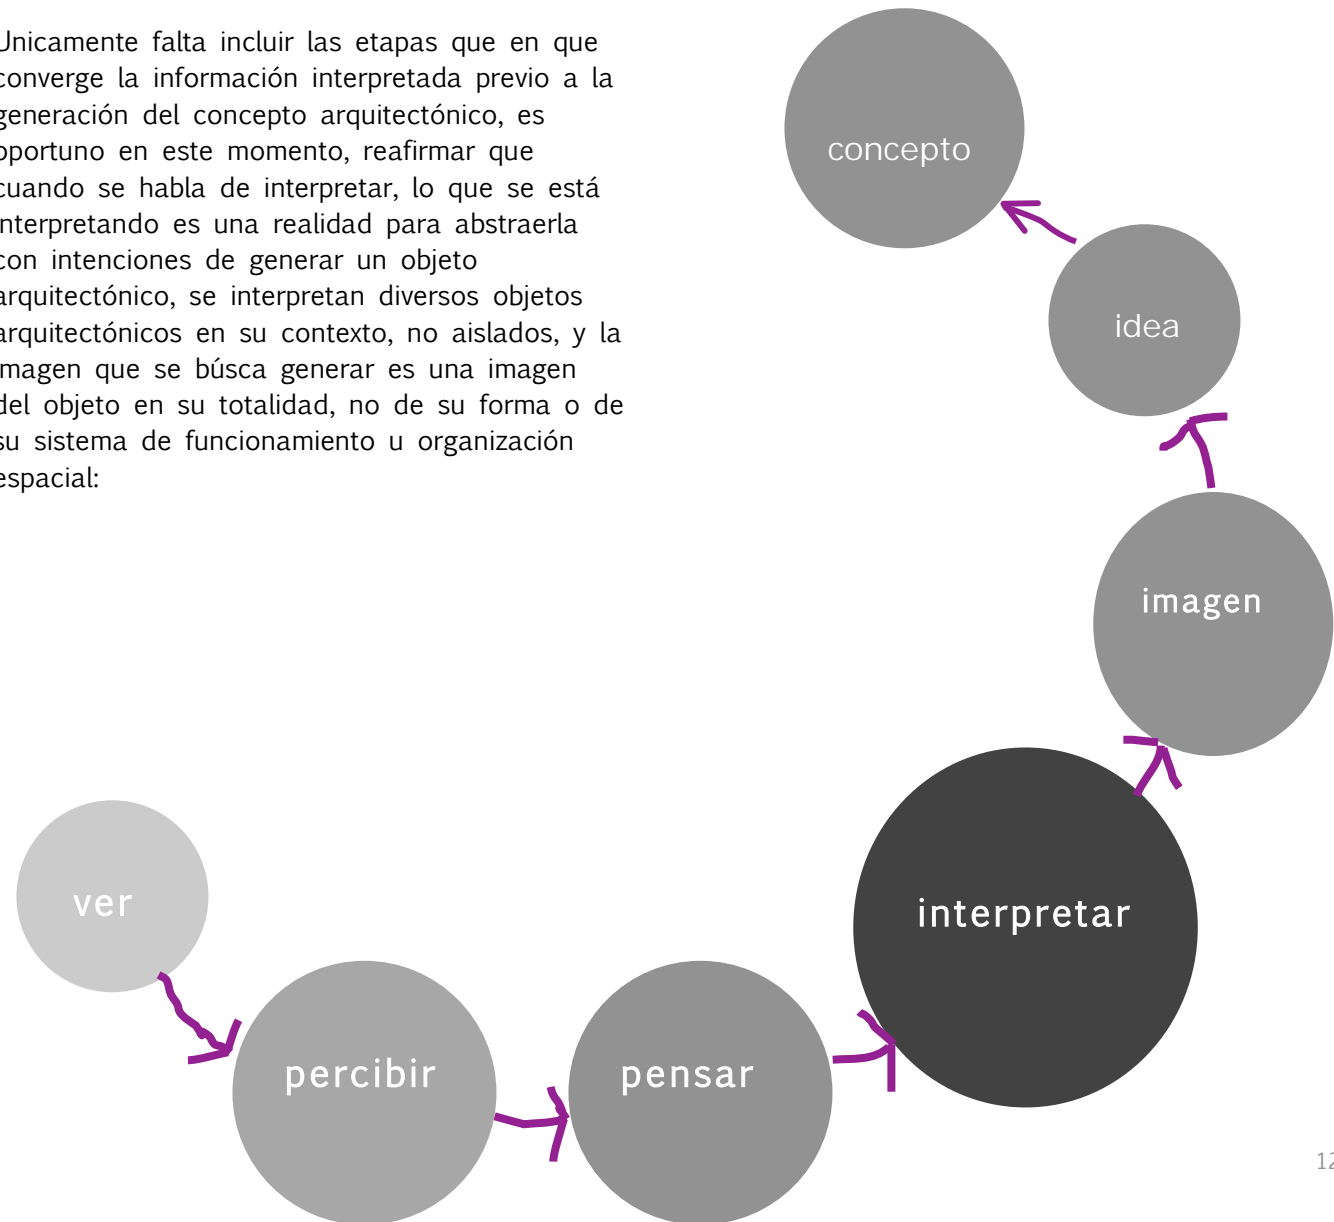 Unicamente falta incluir las etapas que en que
converge la información interpretada previo a la
generación del concepto arquitectónico, es
oportuno en este momento, reafirmar que
cuando se habla de interpretar, lo que se está
interpretando es una realidad para abstraerla
con intenciones de generar un objeto
arquitectónico, se interpretan diversos objetos
arquitectónicos en su contexto, no aislados, y la
imagen que se búsca generar es una imagen
del objeto en su totalidad, no de su forma o de
su sistema de funcionamiento u organización
espacial:
concepto
idea
imagen
interpretar
ver
percibir
pensar